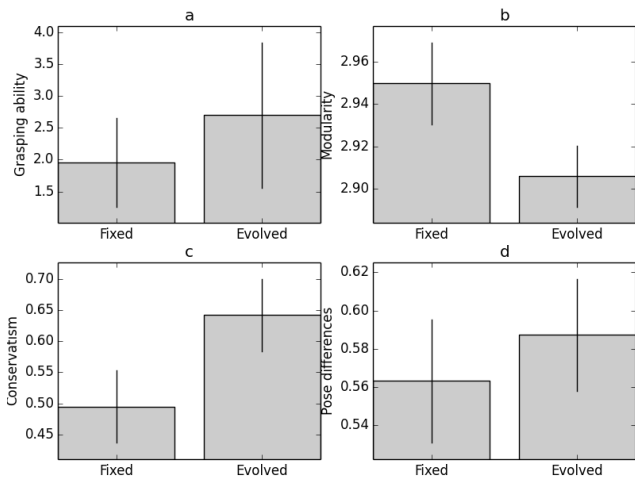 a
Grasping ability
4.0
3.5
3.0
2.5
2.0
1.5
Fixed Evolved
b
Modularity
2.96
2.94
2.92
2.90
Fixed Evolved
c
Conservatism
0.70
0.65
0.60
0.55
0.50
0.45
Fixed Evolved
d
Pose differences
0.62
0.60
0.58
0.56
0.54
Fixed Evolved